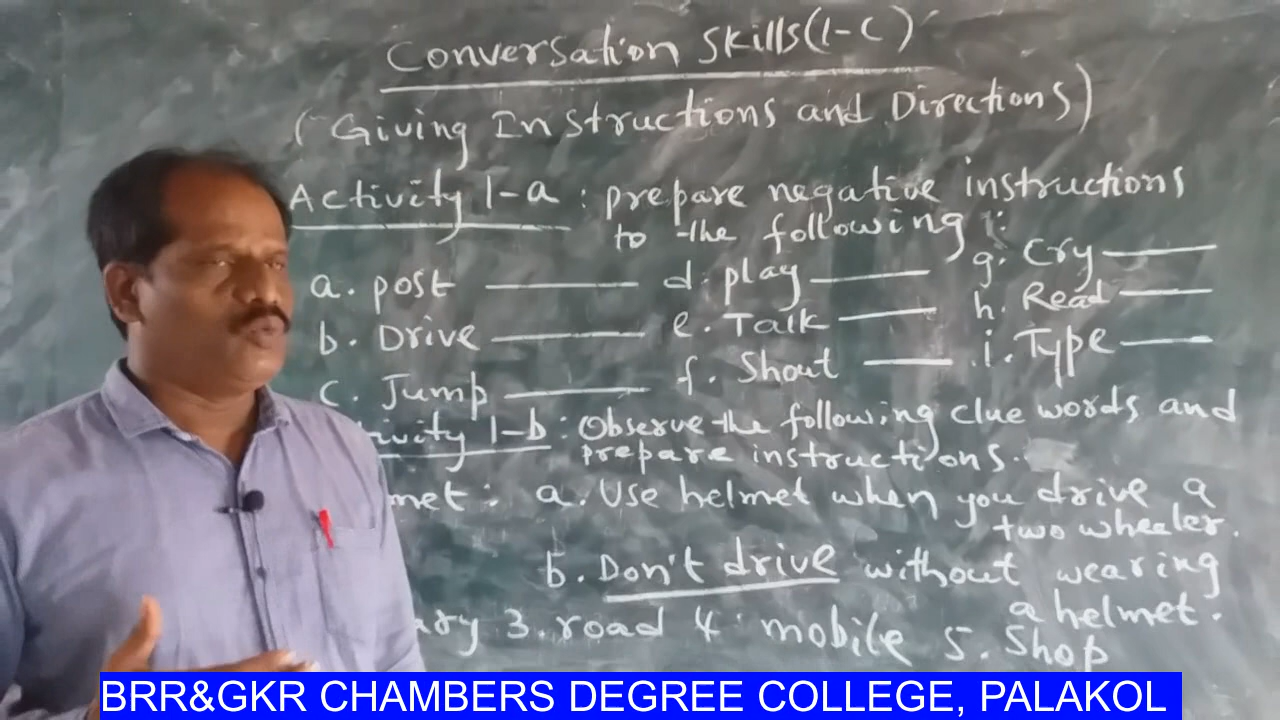 Conversation Skills(1-C)
(Giving Instructions and Directions)
Activity 1-a : prepare negative instructions
to the following :
a. post ——— d. play ——— g. Cry ———
b. Drive ——— e. Talk ——— h. Read ———
c. Jump ——— f. Shout ——— i. Type ———
tivity 1-b : Observe the following clue words and
prepare instructions.
met : a. Use helmet when you drive a
two wheeler.
b. Don't drive without wearing
a helmet.
ary 3. road 4. mobile 5. Shop
BRR&GKR CHAMBERS DEGREE COLLEGE, PALAKOL